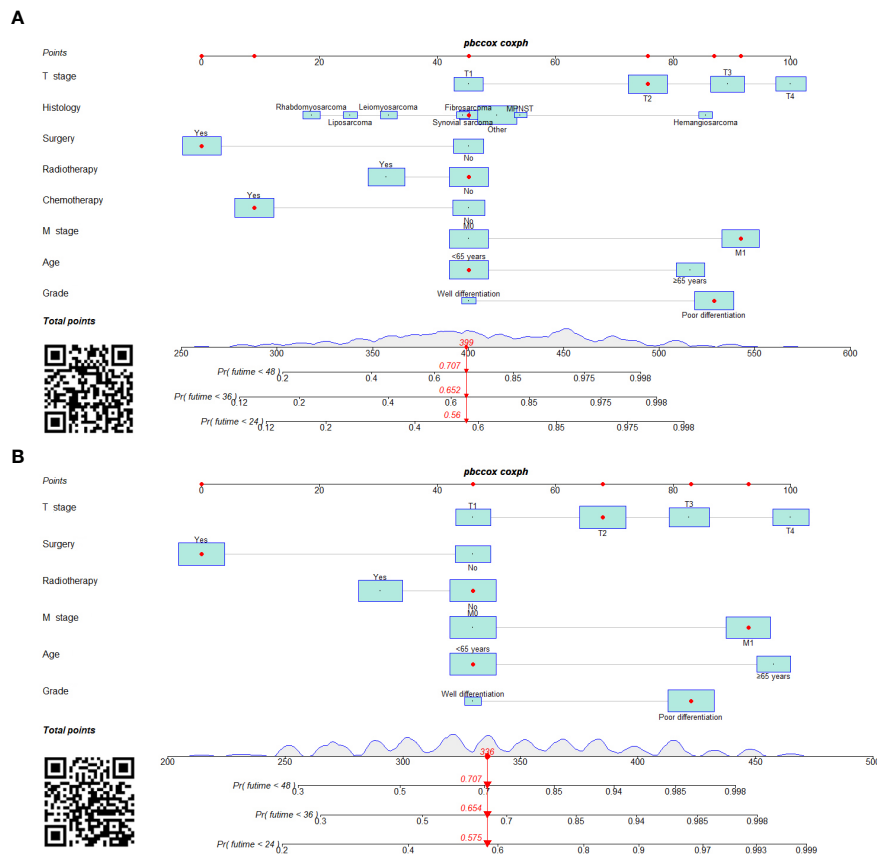 A
pbccox coxph
Points
0 20 40 60 80 100
T stage
T1 T2 T3 T4
Histology
Rhabdomyosarcoma Liposarcoma Leiomyosarcoma Fibrosarcoma Synovial sarcoma Other MPNST Hemangiosarcoma
Surgery
Yes No
Radiotherapy
Yes No
Chemotherapy
Yes No
M stage
M0 M1
Age
<65 years ≥65 years
Grade
Well differentiation Poor differentiation
Total points
399
250 300 350 400 450 500 550 600
0.707
Pr( futime < 48 )
0.2 0.4 0.6 0.85 0.975 0.998
0.652
Pr( futime < 36 )
0.12 0.2 0.4 0.6 0.85 0.975 0.998
0.56
Pr( futime < 24 )
0.12 0.2 0.4 0.6 0.85 0.975 0.998
B
pbccox coxph
Points
0 20 40 60 80 100
T stage
T1 T2 T3 T4
Surgery
Yes No
Radiotherapy
Yes No
M stage
M0 M1
Age
<65 years ≥65 years
Grade
Well differentiation Poor differentiation
Total points
336
200 250 300 350 400 450 500
0.707
Pr( futime < 48 )
0.3 0.5 0.7 0.85 0.94 0.985 0.998
0.654
Pr( futime < 36 )
0.3 0.5 0.7 0.85 0.94 0.985 0.998
0.575
Pr( futime < 24 )
0.2 0.4 0.6 0.8 0.9 0.97 0.993 0.999